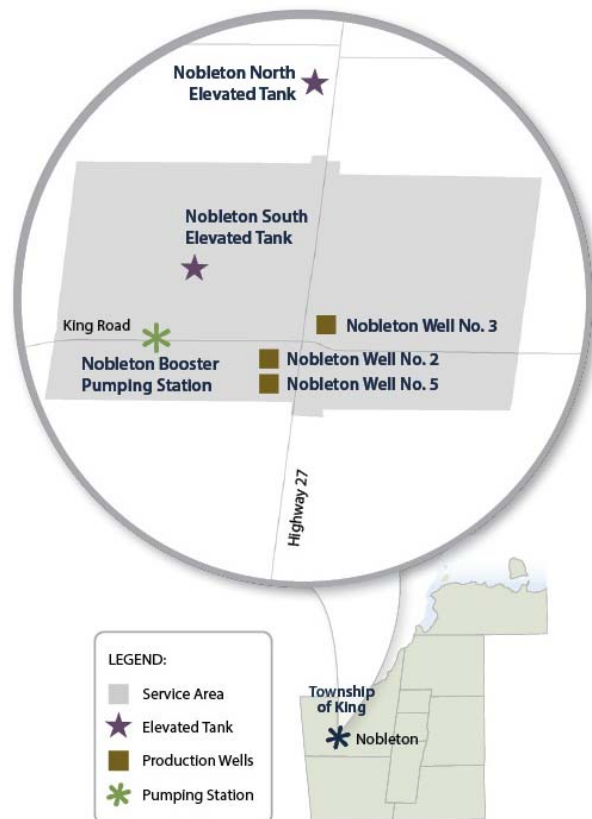 Nobleton North
Elevated Tank
Nobleton South
Elevated Tank
King Road
Nobleton Well No. 3
Nobleton Booster
Pumping Station
Nobleton Well No. 2
Nobleton Well No. 5
Highway 27
LEGEND:
Service Area
Elevated Tank
Production Wells
Pumping Station
Township
of King
Nobleton